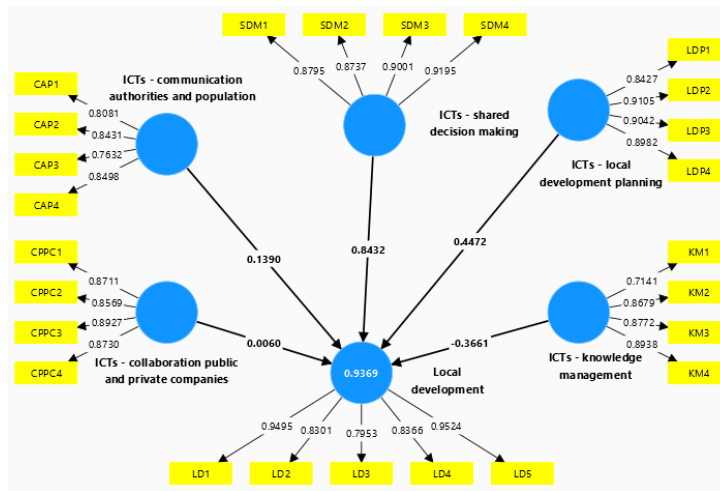 SDM1 SDM2 SDM3 SDM4
0.8795 0.8737 0.9001 0.9195
ICTs - shared
decision making
CAP1
CAP2
CAP3
CAP4
0.8081
0.8431
0.7632
0.8498
ICTs - communication
authorities and population
LDP1
LDP2
LDP3
LDP4
0.8427
0.9105
0.9042
0.8982
ICTs - local
development planning
0.1390
0.8432
0.4472
CPPC1
CPPC2
CPPC3
CPPC4
0.8711
0.8569
0.8927
0.8730
ICTs - collaboration public
and private companies
0.0060
-0.3661
KM1
KM2
KM3
KM4
0.7141
0.8679
0.8772
0.8938
ICTs - knowledge
management
0.9369
Local
development
0.9495 0.8301 0.7953 0.8366 0.9524
LD1 LD2 LD3 LD4 LD5